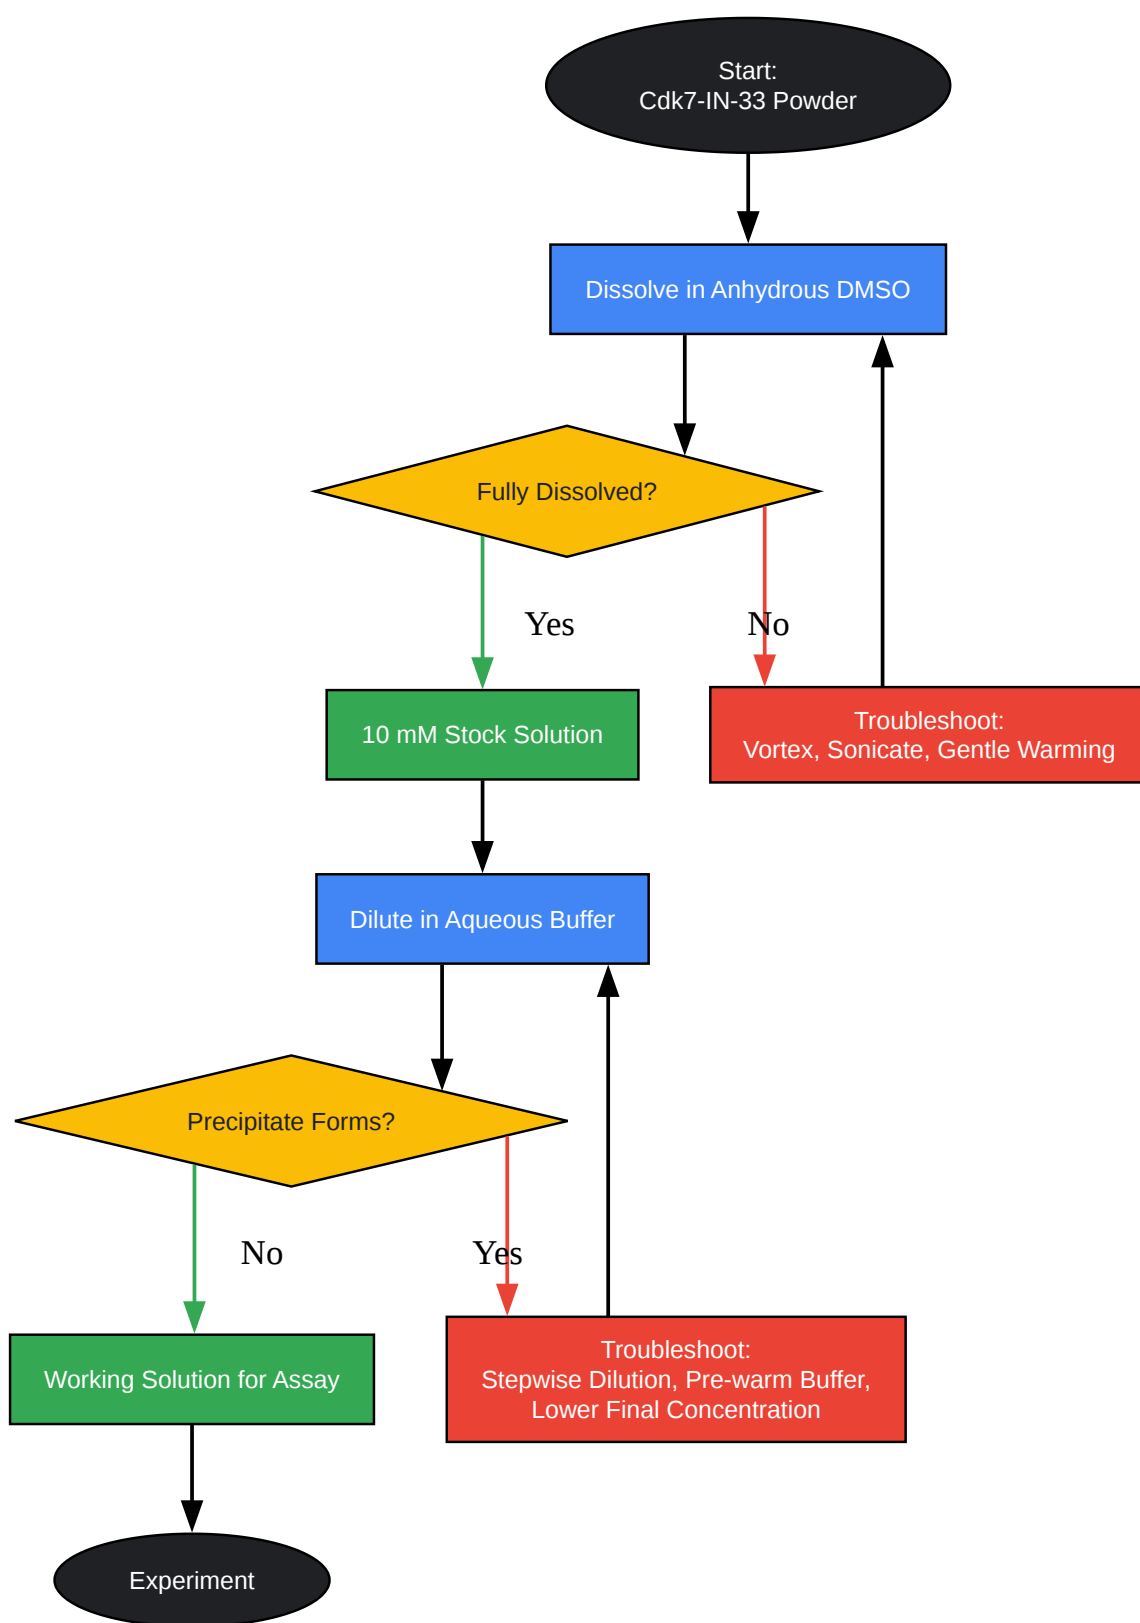 Start:
Cdk7-IN-33 Powder
Dissolve in Anhydrous DMSO
Fully Dissolved?
Yes
No
10 mM Stock Solution
Troubleshoot:
Vortex, Sonicate, Gentle Warming
Dilute in Aqueous Buffer
Precipitate Forms?
No
Yes
Working Solution for Assay
Troubleshoot:
Stepwise Dilution, Pre-warm Buffer,
Lower Final Concentration
Experiment